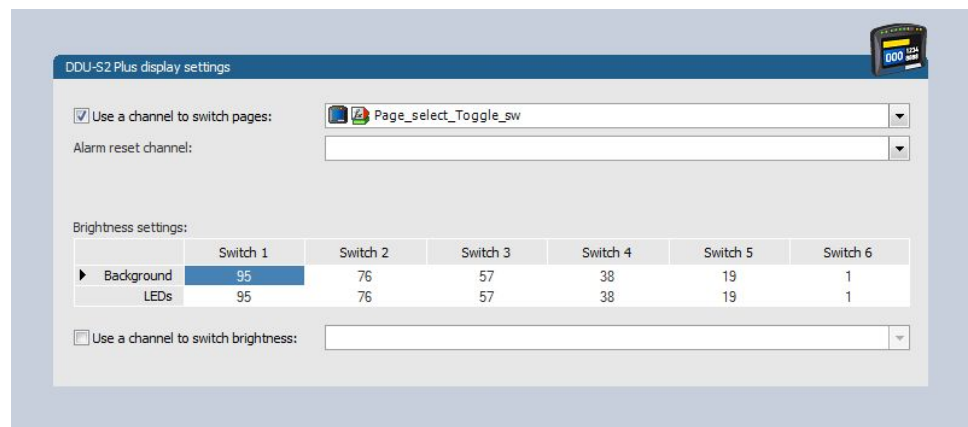 DDU-S2 Plus display settings
Use a channel to switch pages: Page_select_Toggle_sw
Alarm reset channel:
Brightness settings:
Switch 1 Switch 2 Switch 3 Switch 4 Switch 5 Switch 6
Background 95 76 57 38 19 1
LEDs 95 76 57 38 19 1
Use a channel to switch brightness: